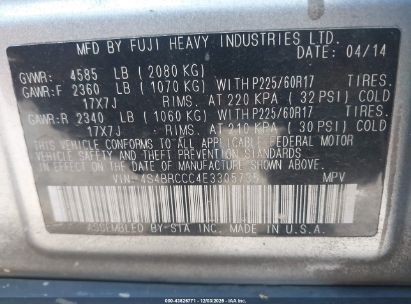 MFD BY FUJI HEAVY INDUSTRIES LTD.
DATE: 04/14
GVWR: 4585 LB (2080 KG)
GAWR:F 2360 LB (1070 KG) WITH P225/60R17 TIRES.
17X7J RIMS. AT 220 KPA (32 PSI) COLD
GAWR:R 2340 LB (1060 KG) WITH P225/60R17 TIRES.
17X7J RIMS. AT 210 KPA (30 PSI) COLD
THIS VEHICLE CONFORMS TO ALL APPLICABLE FEDERAL MOTOR
VEHICLE SAFETY, BUMPER, AND THEFT PREVENTION STANDARDS
IN EFFECT ON THE DATE OF MANUFACTURE SHOWN ABOVE.
VIN- MPV
ASSEMBLED BY-STA INC. U.S.A.